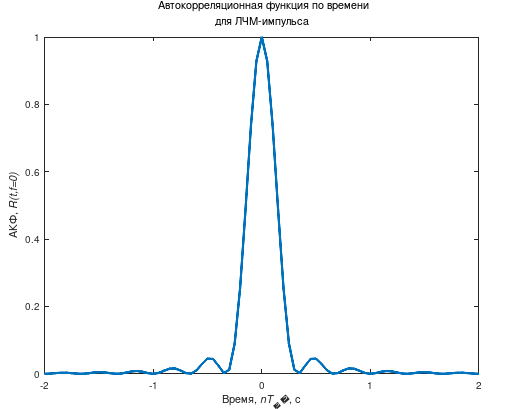 Автокорреляционная функция по времени
для ЛЧМ-импульса
АКФ, R(t,f=0)
1
0.8
0.6
0.4
0.2
0
-2
-1
0
1
2
Время, nT�, с